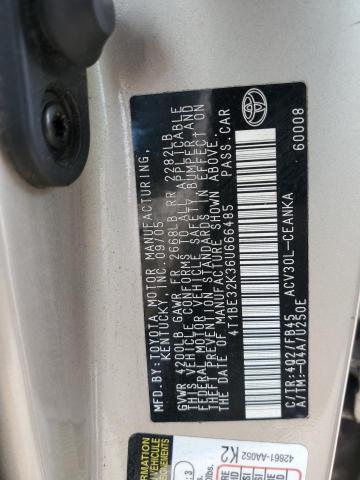 MFD. BY: TOYOTA MOTOR MANUFACTURING,
KENTUCKY, INC. 09/05
GVWR 4200LB GAWR FR 2668LB RR 2282LB
THIS VEHICLE CONFORMS TO ALL APPLICABLE
FEDERAL MOTOR VEHICLE SAFETY, BUMPER AND
THEFT PREVENTION STANDARDS IN EFFECT ON
THE DATE OF MANUFACTURE SHOWN ABOVE.
4T1BE32K36U666485 PASS.CAR
C/TR:4Q2/FB45 ACV30L-CEANKA
A/TM:-04A/U250E 60008
42661-AA052
K2